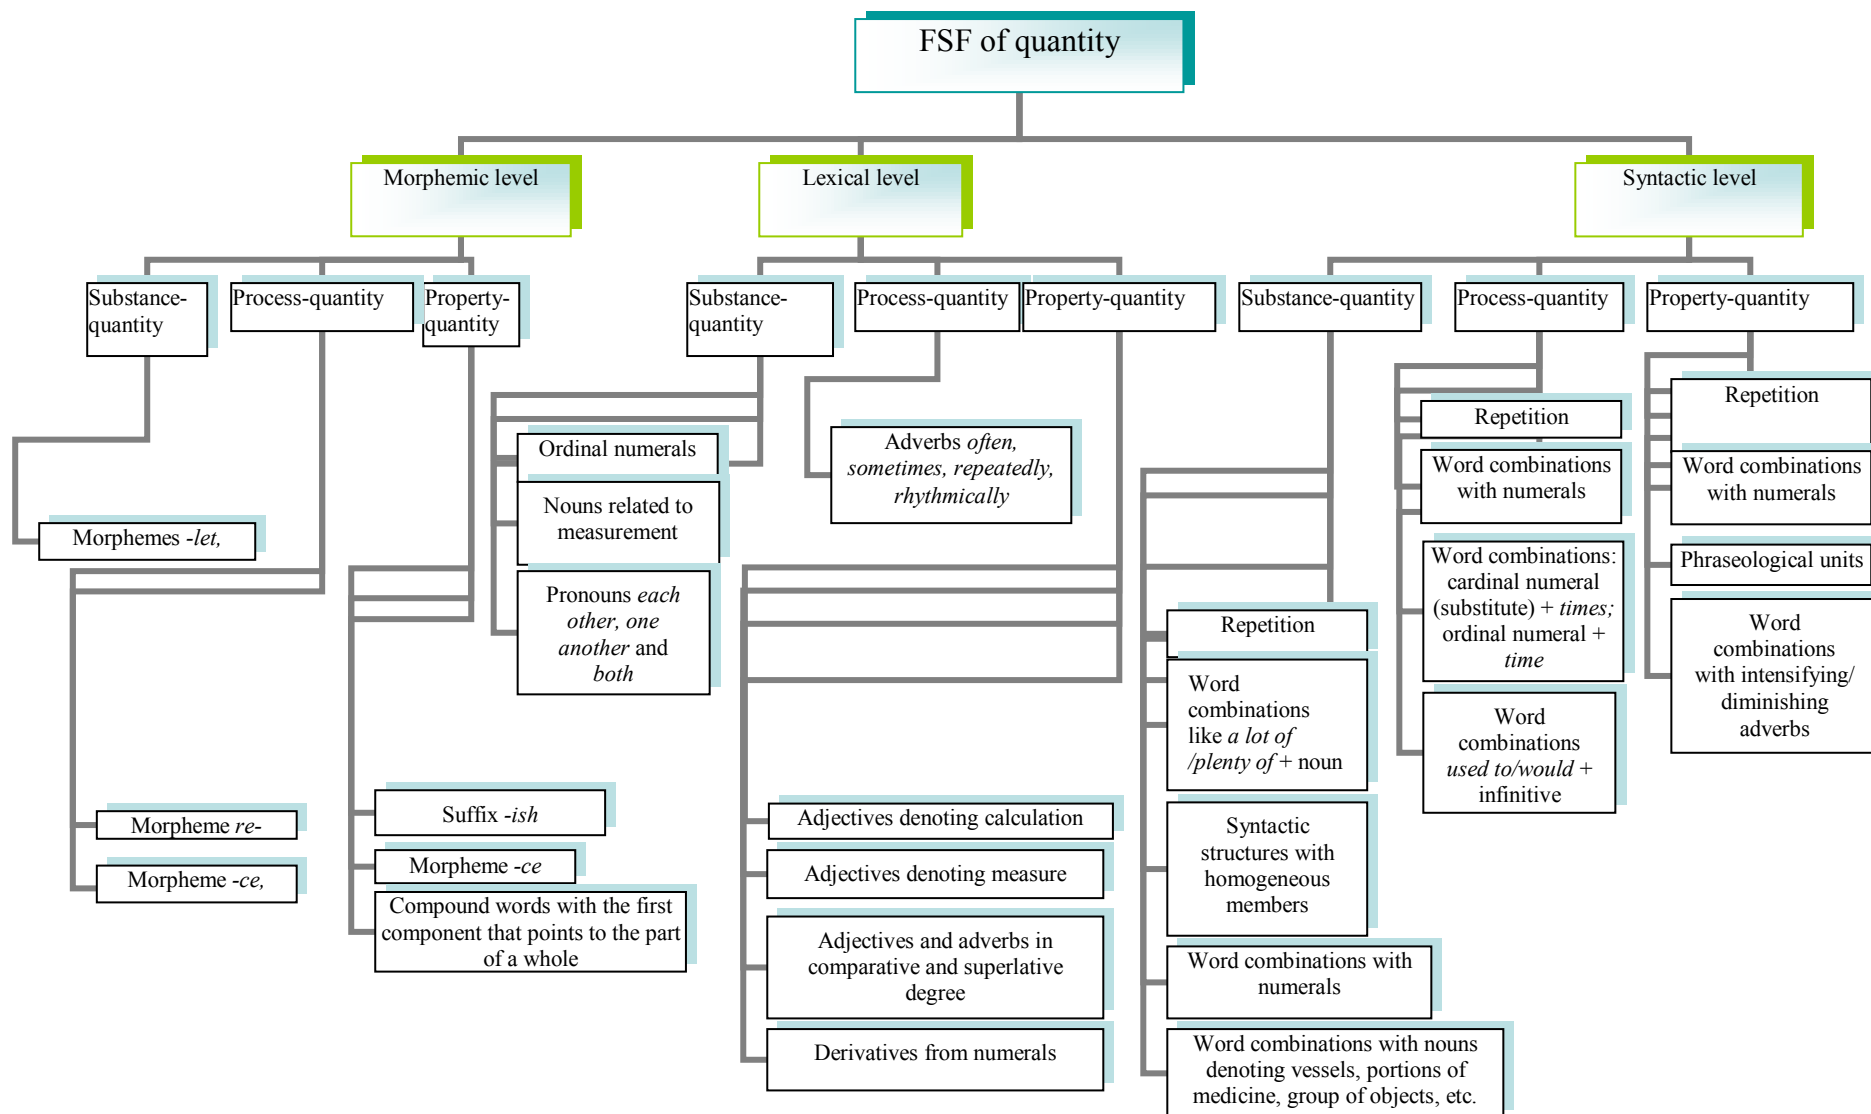 FSF of quantity
Morphemic level
Lexical level
Syntactic level
Substance-
quantity
Process-quantity
Property-
quantity
Substance-
quantity
Process-quantity
Property-quantity
Substance-quantity
Process-quantity
Property-quantity
Morphemes -let,
Morpheme re-
Morpheme -ce,
Suffix -ish
Morpheme -ce
Compound words with the first
component that points to the part
of a whole
Ordinal numerals
Nouns related to
measurement
Pronouns each
other, one
another and
both
Adverbs often,
sometimes, repeatedly,
rhythmically
Adjectives denoting calculation
Adjectives denoting measure
Adjectives and adverbs in
comparative and superlative
degree
Derivatives from numerals
Repetition
Word
combinations
like a lot of
/plenty of + noun
Syntactic
structures with
homogeneous
members
Word combinations with
numerals
Word combinations with nouns
denoting vessels, portions of
medicine, group of objects, etc.
Repetition
Word combinations
with numerals
Word combinations:
cardinal numeral
(substitute) + times;
ordinal numeral +
time
Word
combinations
used to/would +
infinitive
Repetition
Word combinations
with numerals
Phraseological units
Word
combinations
with intensifying/
diminishing
adverbs